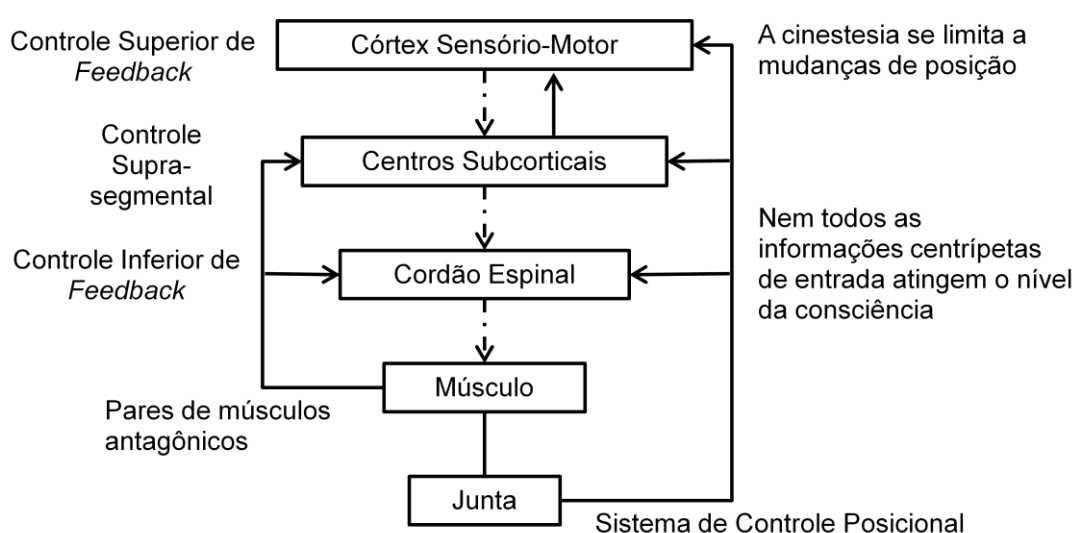 Controle Superior de
Feedback
Córtex Sensório-Motor
A cinestesia se limita a
mudanças de posição
Controle
Supra-
segmental
Centros Subcorticais
Nem todos as
informações centrípetas
de entrada atingem o nível
da consciência
Controle Inferior de
Feedback
Cordão Espinal
Músculo
Pares de músculos
antagônicos
Junta
Sistema de Controle Posicional